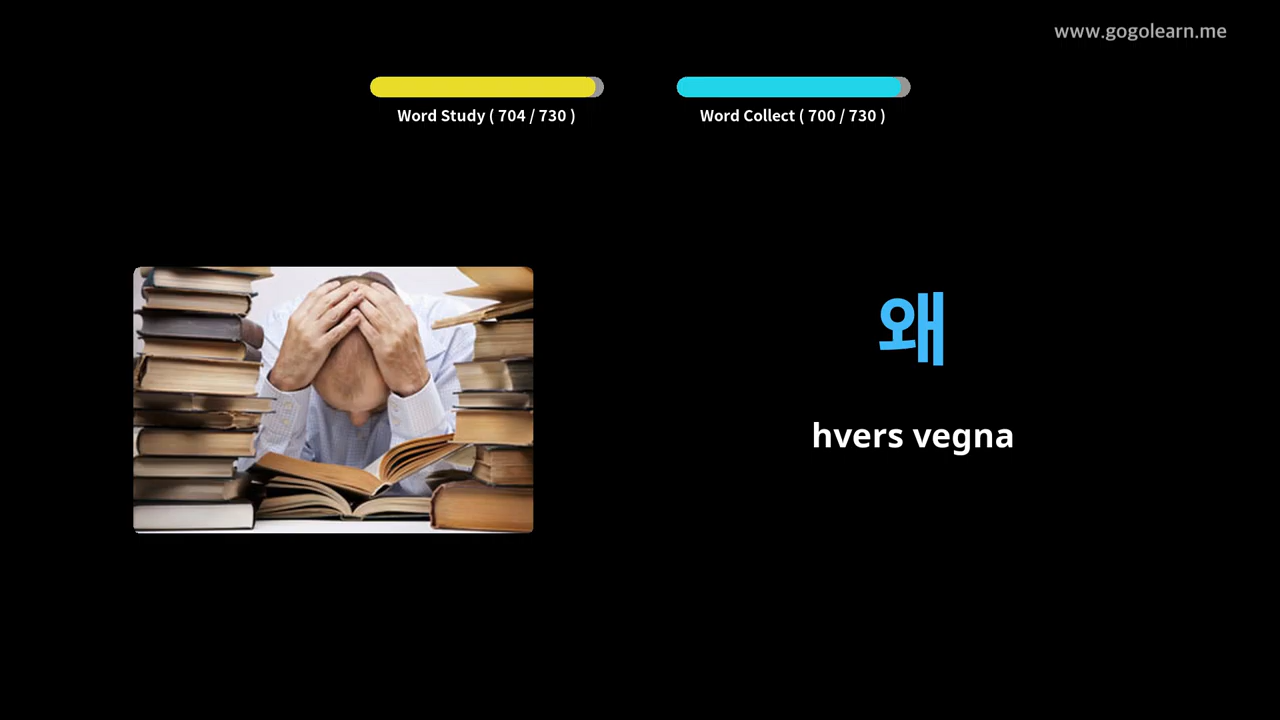 www.gogolearn.me
Word Study ( 704 / 730 )
Word Collect ( 700 / 730 )
왜
hvers vegna